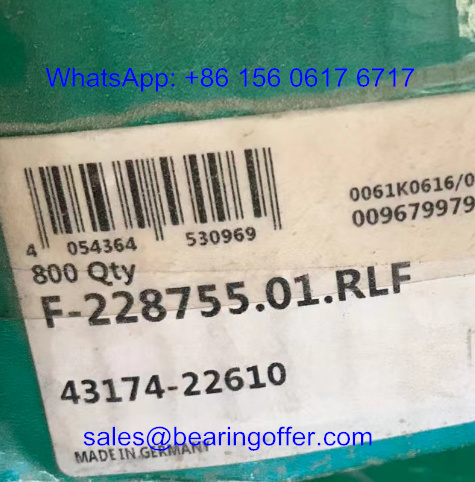 WhatsApp: +86 156 0617 6717
0061K0616/0
009679979
4 054364 530969
800 Qty
F-228755.01.RLF
43174-22610
sales@bearingoffer.com
MADE IN GERMANY